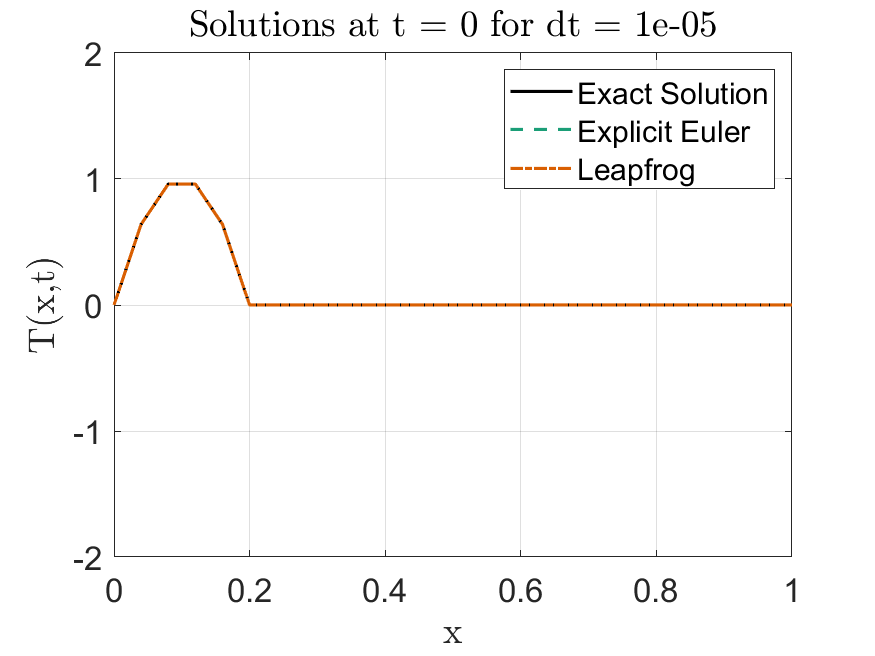 Solutions at t = 0 for dt = 1e-05
Exact Solution
Explicit Euler
Leapfrog
T(x,t)
2
1
0
-1
-2
0
0.2
0.4
0.6
0.8
1
x